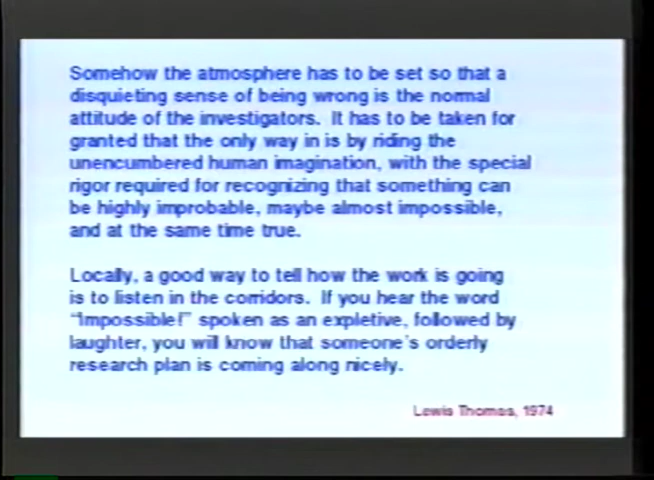 Somehow the atmosphere has to be set so that a
disquieting sense of being wrong is the normal
attitude of the investigators. It has to be taken for
granted that the only way in is by riding the
unencumbered human imagination, with the special
rigor required for recognizing that something can
be highly improbable, maybe almost impossible,
and at the same time true.
Locally, a good way to tell how the work is going
is to listen in the corridors. If you hear the word
"Impossible!" spoken as an expletive, followed by
laughter, you will know that someone's orderly
research plan is coming along nicely.
Lewis Thomas, 1974